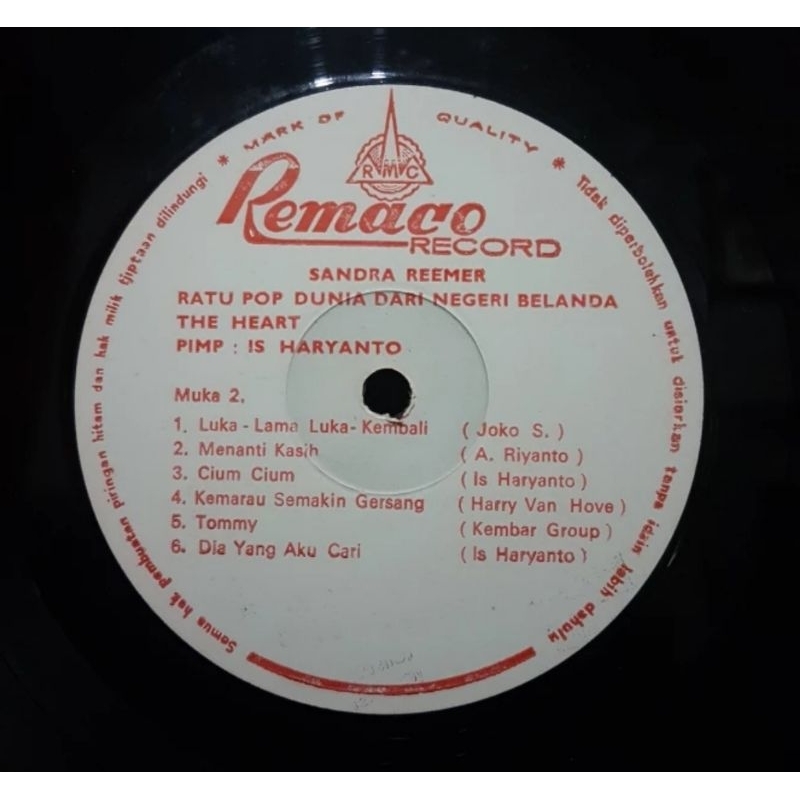 * MARK OF QUALITY *
RMC
Remaco
RECORD
SANDRA REEMER
RATU POP DUNIA DARI NEGERI BELANDA
THE HEART
PIMP : IS HARYANTO
Muka 2,
1. Luka - Lama Luka - Kembali ( Joko S. )
2. Menanti Kasih ( A. Riyanto )
3. Cium Cium ( Is Haryanto )
4. Kemarau Semakin Gersang ( Harry Van Hove )
5. Tommy ( Kembar Group )
6. Dia Yang Aku Cari ( Is Haryanto )
Semua hak pembuatan piringan hitam dan hak milik tjiptaan dilindungi
Tidak diperbolehkan untuk disiarkan tanpa idzin lebih dahulu